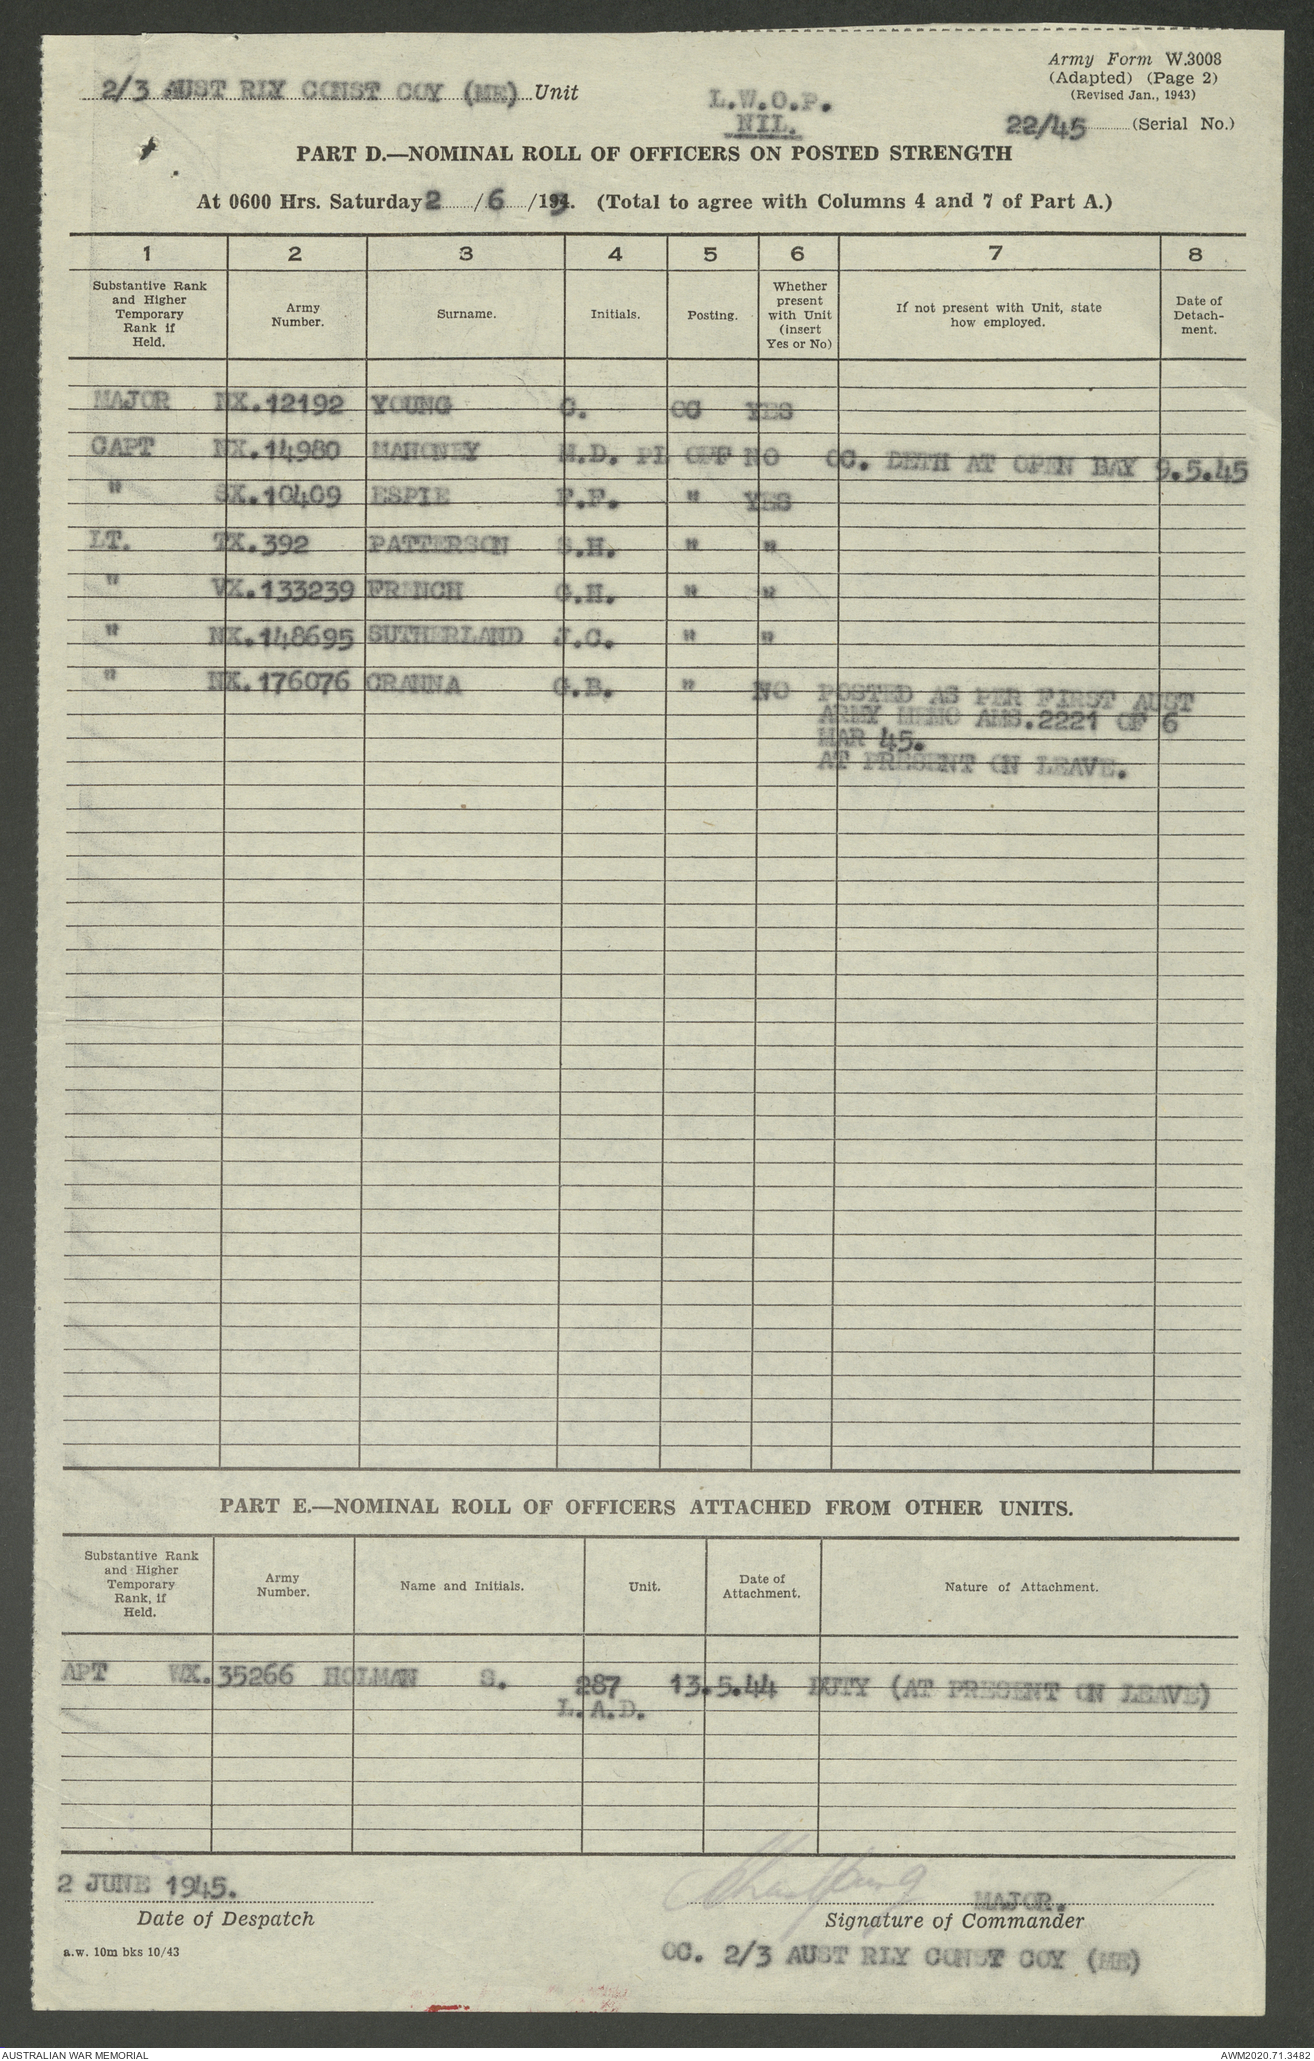 Army Form W.3008
(Adapted) (Page 2)
(Revised Jan., 1943)
2/3 AUST RLY CONST COY (ME) Unit
L.W.O.P.
NIL.
22/45 (Serial No.)
PART D.—NOMINAL ROLL OF OFFICERS ON POSTED STRENGTH
At 0600 Hrs. Saturday 2 / 6 /194. (Total to agree with Columns 4 and 7 of Part A.)
1 2 3 4 5 6 7 8
Substantive Rank and Higher Temporary Rank if Held.
Army Number.
Surname.
Initials.
Posting.
Whether present with Unit (insert Yes or No)
If not present with Unit, state how employed.
Date of Detach-ment.
MAJOR NX.12192 YOUNG C. OC YES
CAPT NX.14980 MAHONEY M.D. PL OFF NO OC. DETH AT OPEN BAY 9.5.45
" SX.10409 ESPIE F.F. " YES
LT. TX.392 PATTERSON S.H. " "
" VX.133239 FRENCH G.H. " "
" NX.148695 SUTHERLAND J.C. " "
" NX.176076 CRANNA G.B. " NO POSTED AS PER FIRST AUST
ARMY MEMO AMS.2221 OF 6
MAR 45.
AT PRESENT ON LEAVE.
PART E.—NOMINAL ROLL OF OFFICERS ATTACHED FROM OTHER UNITS.
Substantive Rank and Higher Temporary Rank, if Held.
Army Number.
Name and Initials.
Unit.
Date of Attachment.
Nature of Attachment.
APT WX.35266 HOLMAN S. 287 13.5.44 DUTY (AT PRESENT ON LEAVE)
L.A.D.
2 JUNE 1945.
Date of Despatch
Chas Young MAJOR.
Signature of Commander
a.w. 10m bks 10/43
OC. 2/3 AUST RLY CONST COY (ME)
AUSTRALIAN WAR MEMORIAL
AWM2020.71.3482